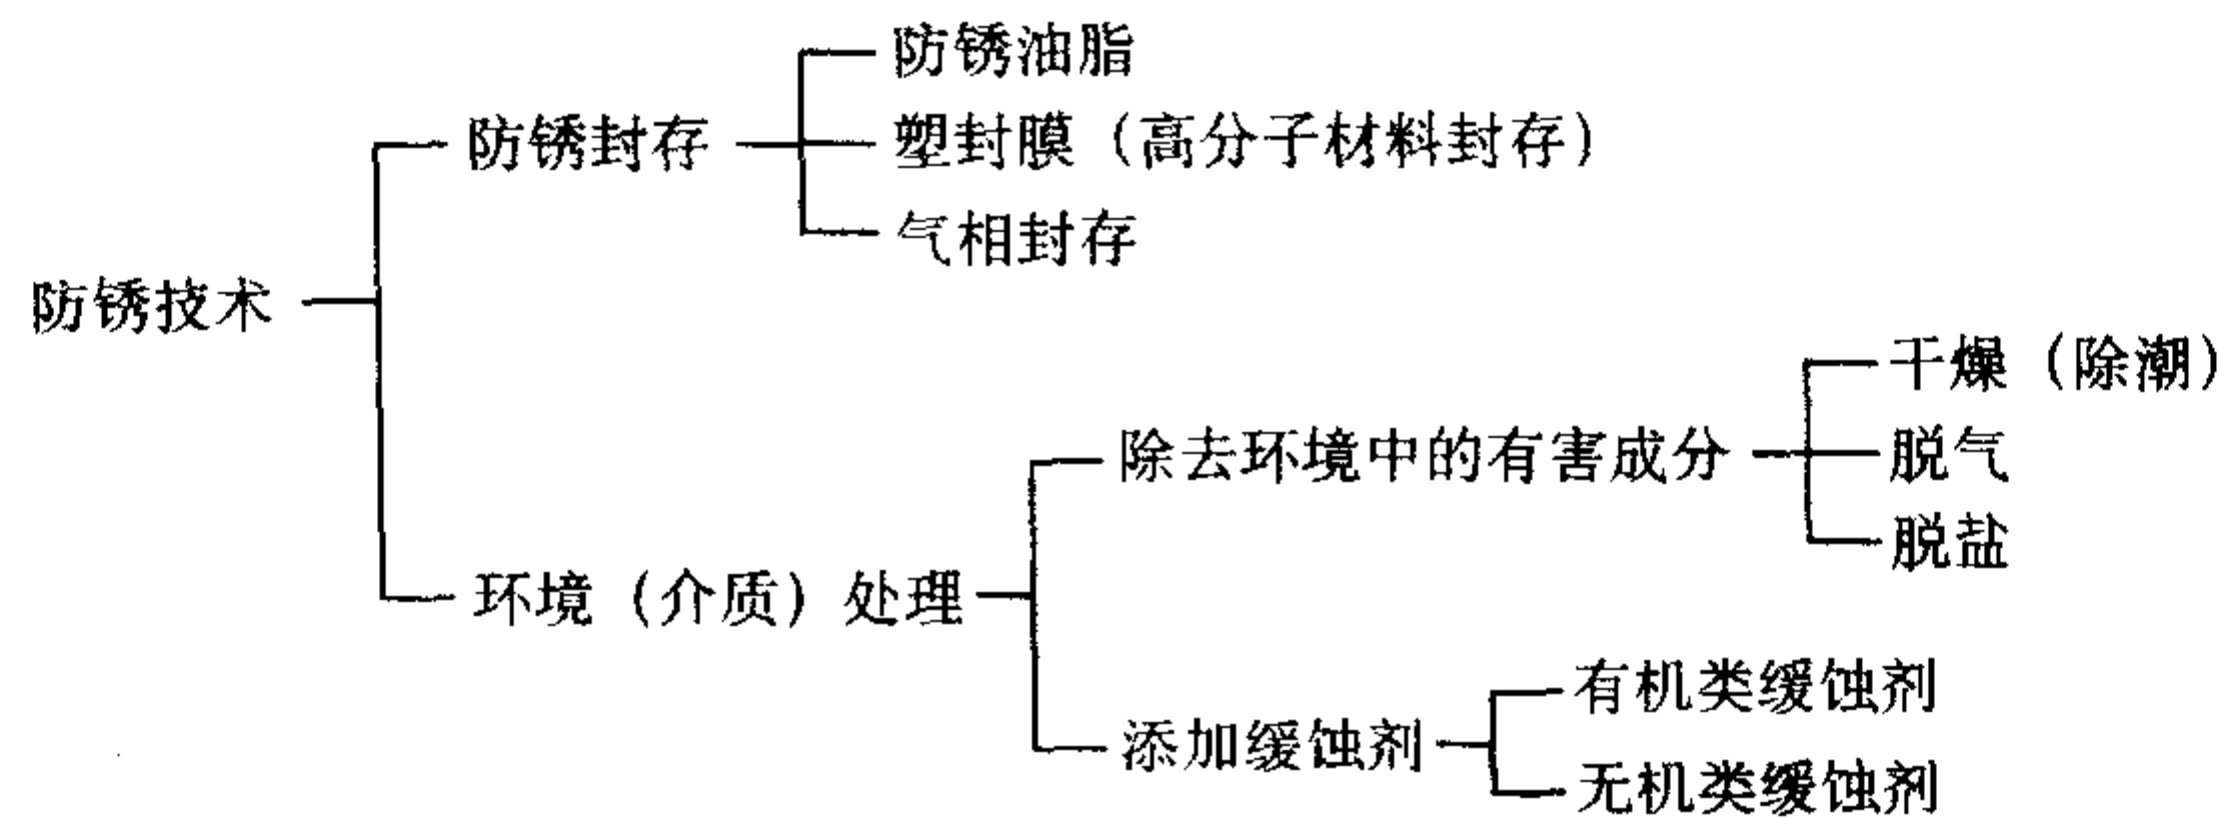 防锈油脂
防锈封存
塑封膜（高分子材料封存）
气相封存
防锈技术
干燥（除潮）
除去环境中的有害成分
脱气
脱盐
环境（介质）处理
有机类缓蚀剂
添加缓蚀剂
无机类缓蚀剂